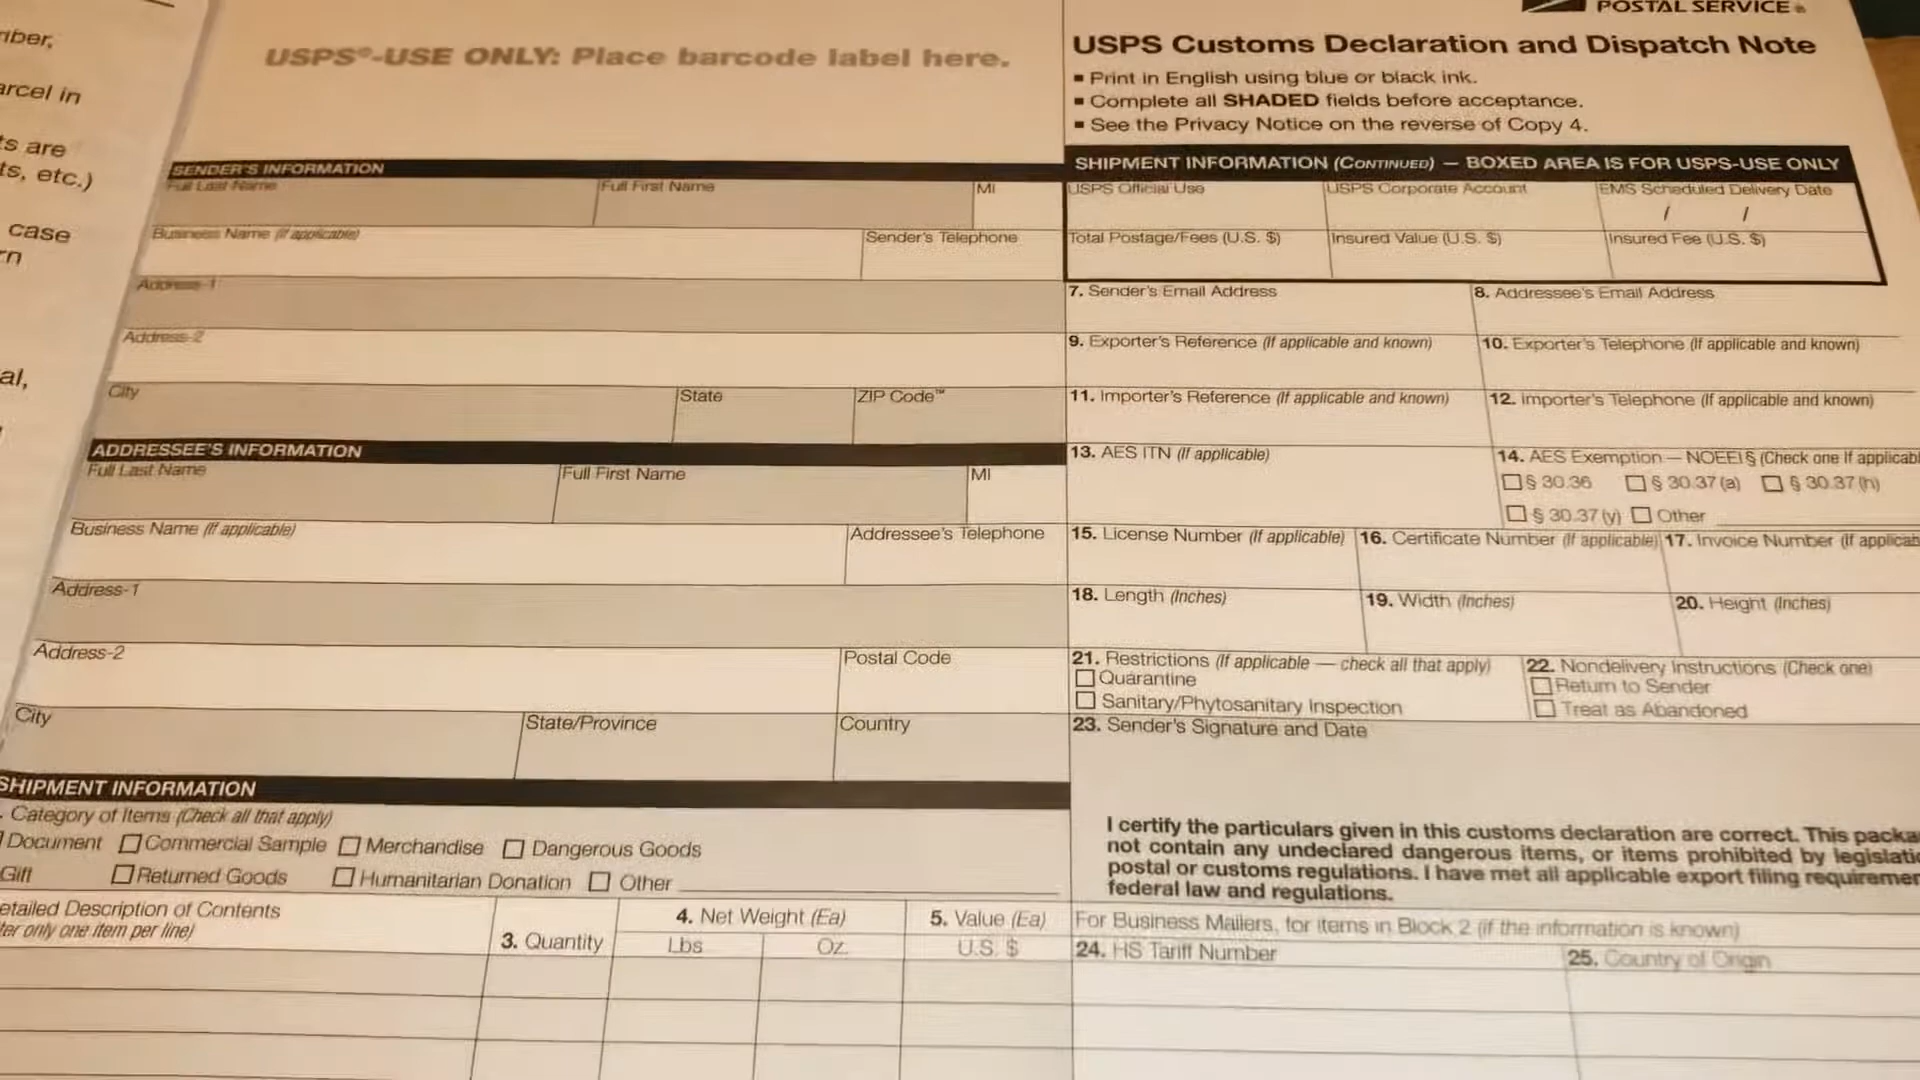 mber,
arcel in
ts are
ts, etc.)
case
rn
al,
USPS®-USE ONLY: Place barcode label here.
SENDER'S INFORMATION
Full Last Name Full First Name MI
Business Name (If applicable) Sender's Telephone
Address-1
Address-2
City State ZIP Code™
ADDRESSEE'S INFORMATION
Full Last Name Full First Name MI
Business Name (If applicable) Addressee's Telephone
Address-1
Address-2 Postal Code
City State/Province Country
SHIPMENT INFORMATION
. Category of Items (Check all that apply)
Document Commercial Sample Merchandise Dangerous Goods
Gift Returned Goods Humanitarian Donation Other
etailed Description of Contents
ter only one item per line)
3. Quantity
4. Net Weight (Ea)
Lbs Oz.
5. Value (Ea)
U.S. $
POSTAL SERVICE®
USPS Customs Declaration and Dispatch Note
▪ Print in English using blue or black ink.
▪ Complete all SHADED fields before acceptance.
▪ See the Privacy Notice on the reverse of Copy 4.
SHIPMENT INFORMATION (CONTINUED) — BOXED AREA IS FOR USPS-USE ONLY
USPS Official Use USPS Corporate Account EMS Scheduled Delivery Date
/ /
Total Postage/Fees (U.S. $) Insured Value (U.S. $) Insured Fee (U.S. $)
7. Sender's Email Address 8. Addressee's Email Address
9. Exporter's Reference (If applicable and known) 10. Exporter's Telephone (If applicable and known)
11. Importer's Reference (If applicable and known) 12. Importer's Telephone (If applicable and known)
13. AES ITN (If applicable) 14. AES Exemption — NOEEI § (Check one if applicabl
§ 30.36 § 30.37 (a) § 30.37 (h)
§ 30.37 (y) Other
15. License Number (If applicable) 16. Certificate Number (If applicable) 17. Invoice Number (If applicab
18. Length (Inches) 19. Width (Inches) 20. Height (Inches)
21. Restrictions (If applicable — check all that apply) 22. Nondelivery Instructions (Check one)
Quarantine Return to Sender
Sanitary/Phytosanitary Inspection Treat as Abandoned
23. Sender's Signature and Date
I certify the particulars given in this customs declaration are correct. This packa
not contain any undeclared dangerous items, or items prohibited by legislatio
postal or customs regulations. I have met all applicable export filing requiremen
federal law and regulations.
For Business Mailers, for items in Block 2 (if the information is known)
24. HS Tariff Number 25. Country of Origin